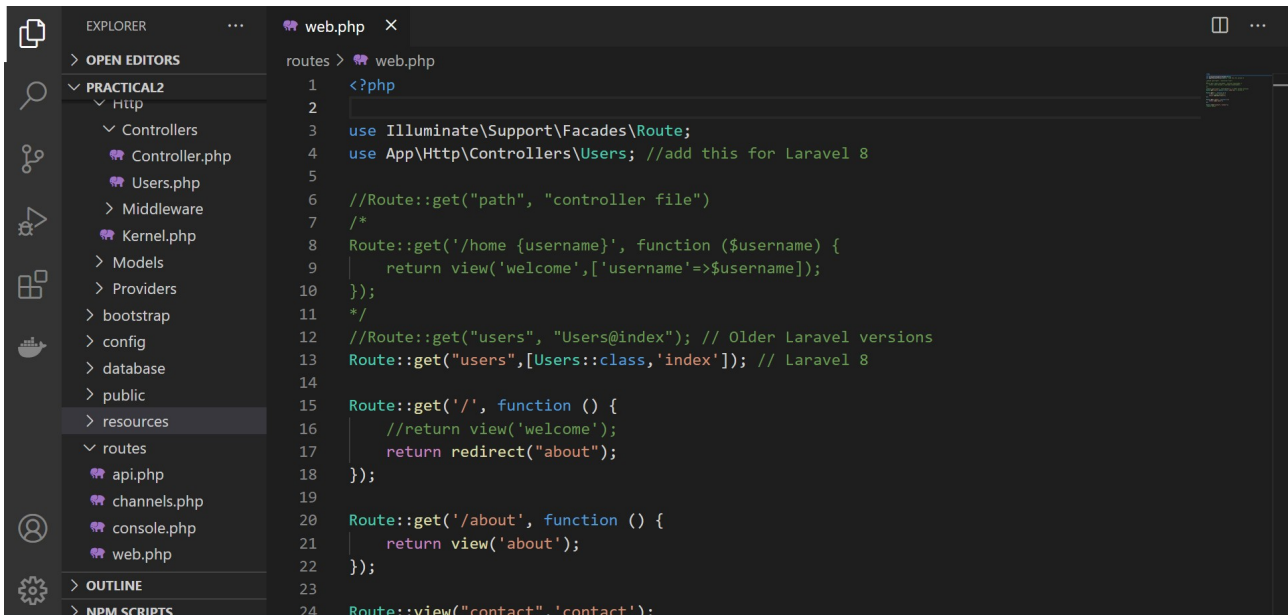 EXPLORER ...
> OPEN EDITORS
PRACTICAL2
Http
Controllers
Controller.php
Users.php
> Middleware
Kernel.php
> Models
> Providers
> bootstrap
> config
> database
> public
> resources
routes
api.php
channels.php
console.php
web.php
> OUTLINE
> NPM SCRIPTS
web.php ×
routes > web.php
1 <?php
2
3 use Illuminate\Support\Facades\Route;
4 use App\Http\Controllers\Users; //add this for Laravel 8
5
6 //Route::get("path", "controller file")
7 /*
8 Route::get('/home {username}', function ($username) {
9     return view('welcome',['username'=>$username]);
10 });
11 */
12 //Route::get("users", "Users@index"); // Older Laravel versions
13 Route::get("users",[Users::class,'index']); // Laravel 8
14
15 Route::get('/', function () {
16     //return view('welcome');
17     return redirect("about");
18 });
19
20 Route::get('/about', function () {
21     return view('about');
22 });
23
24 Route::view("contact",'contact');